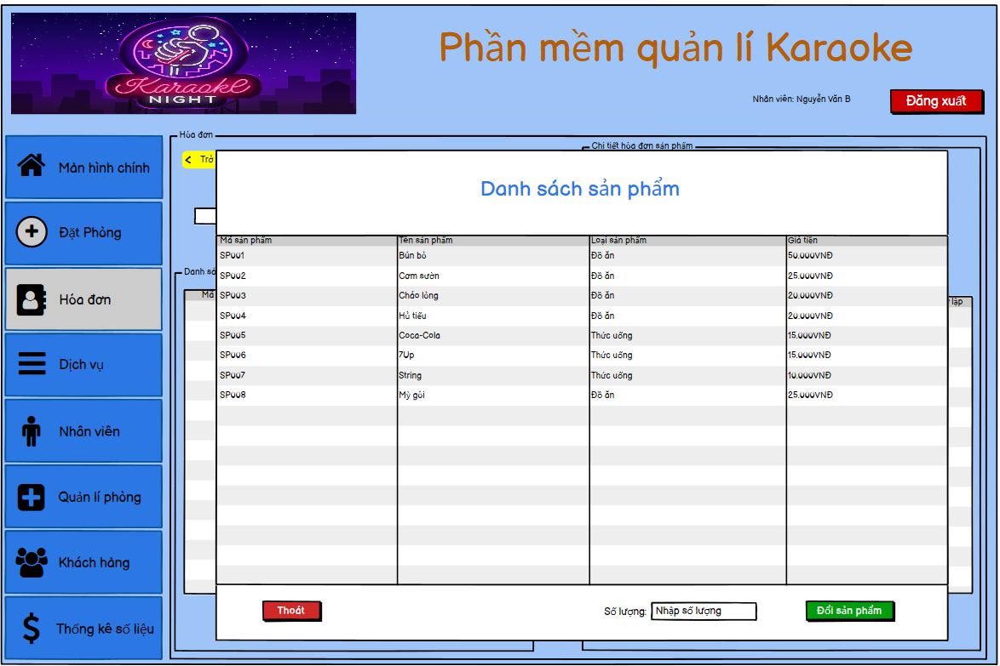 Karaoke
NIGHT
Phần mềm quản lí Karaoke
Nhân viên: Nguyễn Văn B
Đăng xuất
Màn hình chính
Đặt Phòng
Hóa đơn
Dịch vụ
Nhân viên
Quản lí phòng
Khách hàng
Thống kê số liệu
Hóa đơn
Chi tiết hóa đơn sản phẩm
< Trở
Danh sá
Mã
lập
Danh sách sản phẩm
Mã sản phẩm Tên sản phẩm Loại sản phẩm Giá tiền
SP001 Bún bò Đồ ăn 50.000VNĐ
SP002 Cơm sườn Đồ ăn 25.000VNĐ
SP003 Cháo lòng Đồ ăn 20.000VNĐ
SP004 Hủ tiếu Đồ ăn 20.000VNĐ
SP005 Coca-Cola Thức uống 15.000VNĐ
SP006 7Up Thức uống 15.000VNĐ
SP007 String Thức uống 10.000VNĐ
SP008 Mỳ gói Đồ ăn 25.000VNĐ
Thoát
Số lượng: Nhập số lượng
Đổi sản phẩm